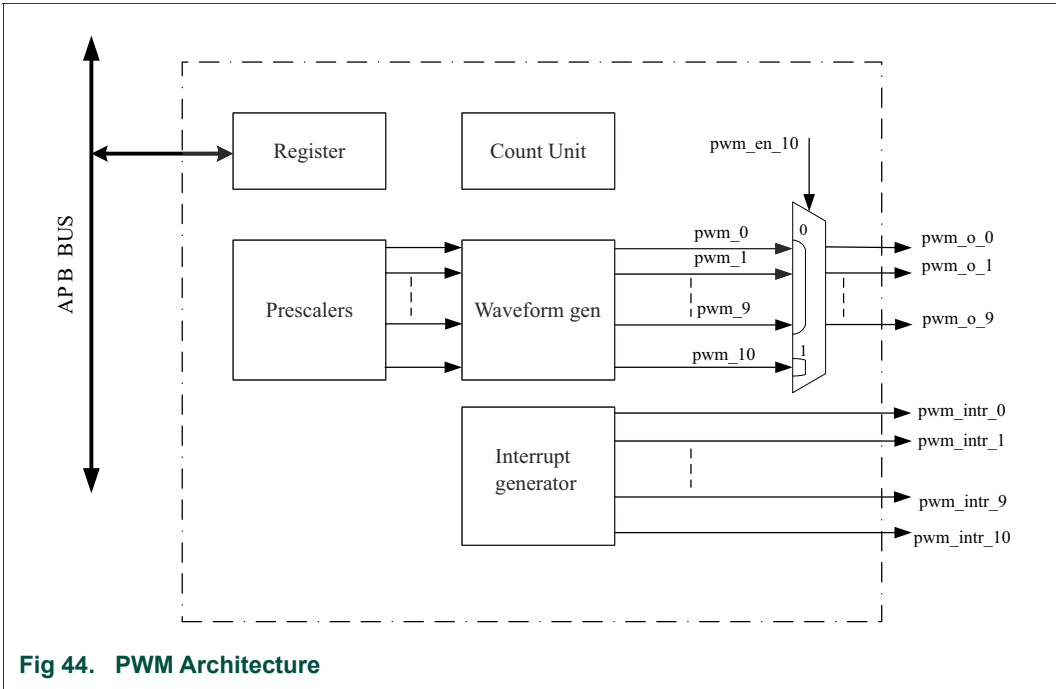 APB BUS
Register
Count Unit
pwm_en_10
Prescalers
Waveform gen
pwm_0
pwm_1
pwm_9
pwm_10
0
1
pwm_o_0
pwm_o_1
pwm_o_9
Interrupt
generator
pwm_intr_0
pwm_intr_1
pwm_intr_9
pwm_intr_10
Fig 44. PWM Architecture